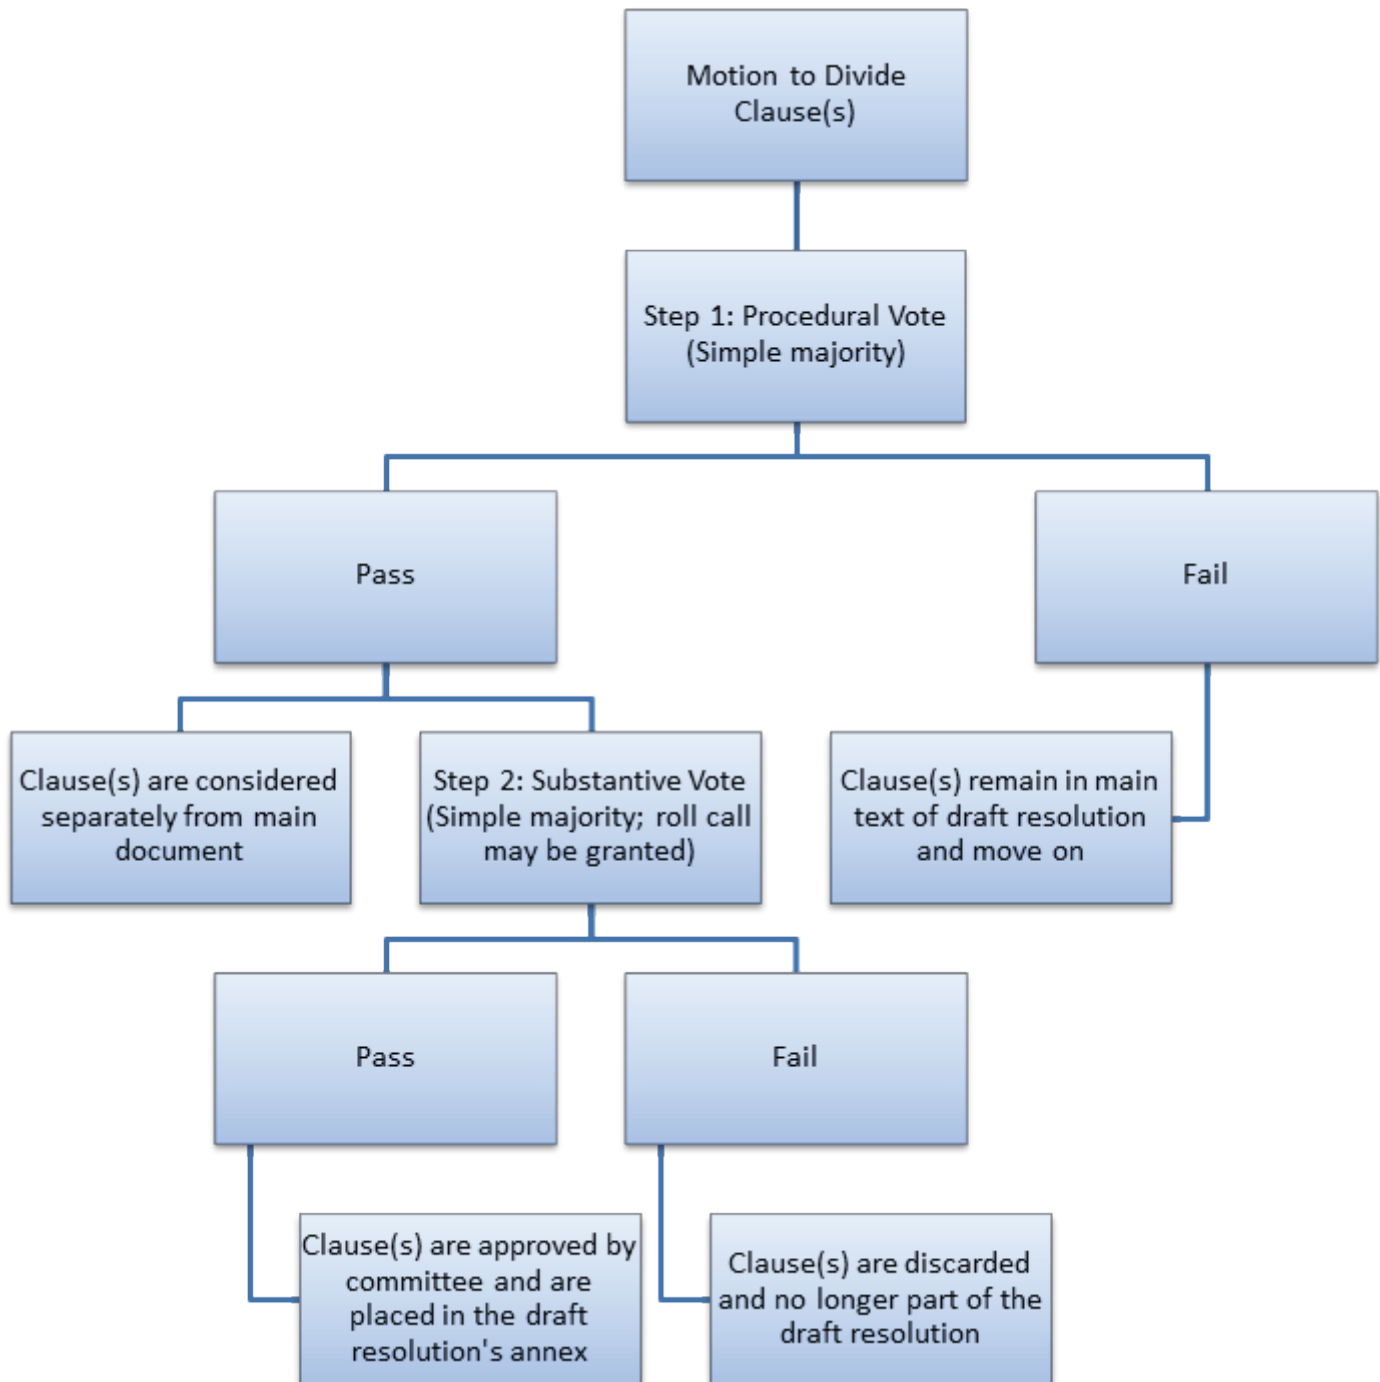 Motion to Divide
Clause(s)
Step 1: Procedural Vote
(Simple majority)
Pass
Fail
Clause(s) are considered
separately from main
document
Step 2: Substantive Vote
(Simple majority; roll call
may be granted)
Clause(s) remain in main
text of draft resolution
and move on
Pass
Fail
Clause(s) are approved by
committee and are
placed in the draft
resolution's annex
Clause(s) are discarded
and no longer part of the
draft resolution